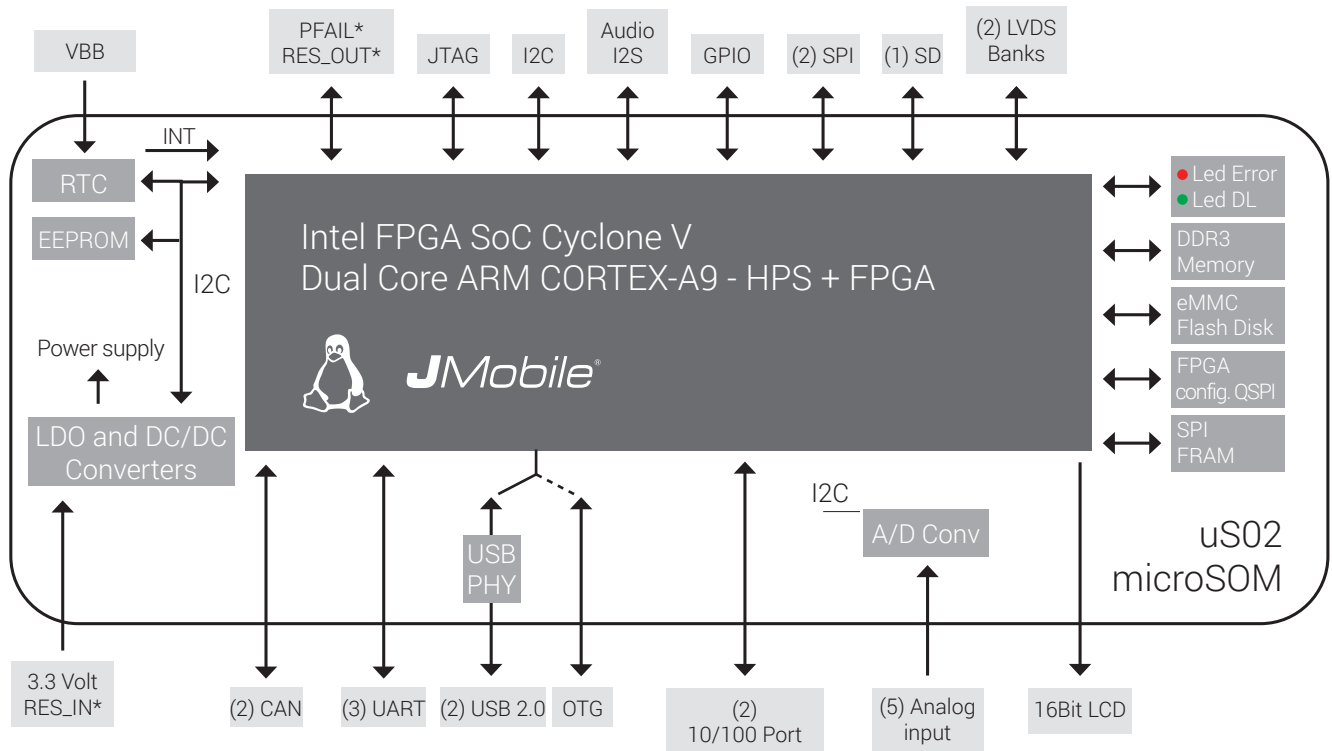 VBB
PFAIL*
RES_OUT*
JTAG
I2C
Audio
I2S
GPIO
(2) SPI
(1) SD
(2) LVDS
Banks
INT
RTC
EEPROM
I2C
Power supply
LDO and DC/DC
Converters
Intel FPGA SoC Cyclone V
Dual Core ARM CORTEX-A9 - HPS + FPGA
JMobile®
Led Error
Led DL
DDR3
Memory
eMMC
Flash Disk
FPGA
config. QSPI
SPI
FRAM
USB
PHY
I2C
A/D Conv
uS02
microSOM
3.3 Volt
RES_IN*
(2) CAN
(3) UART
(2) USB 2.0
OTG
(2)
10/100 Port
(5) Analog
input
16Bit LCD